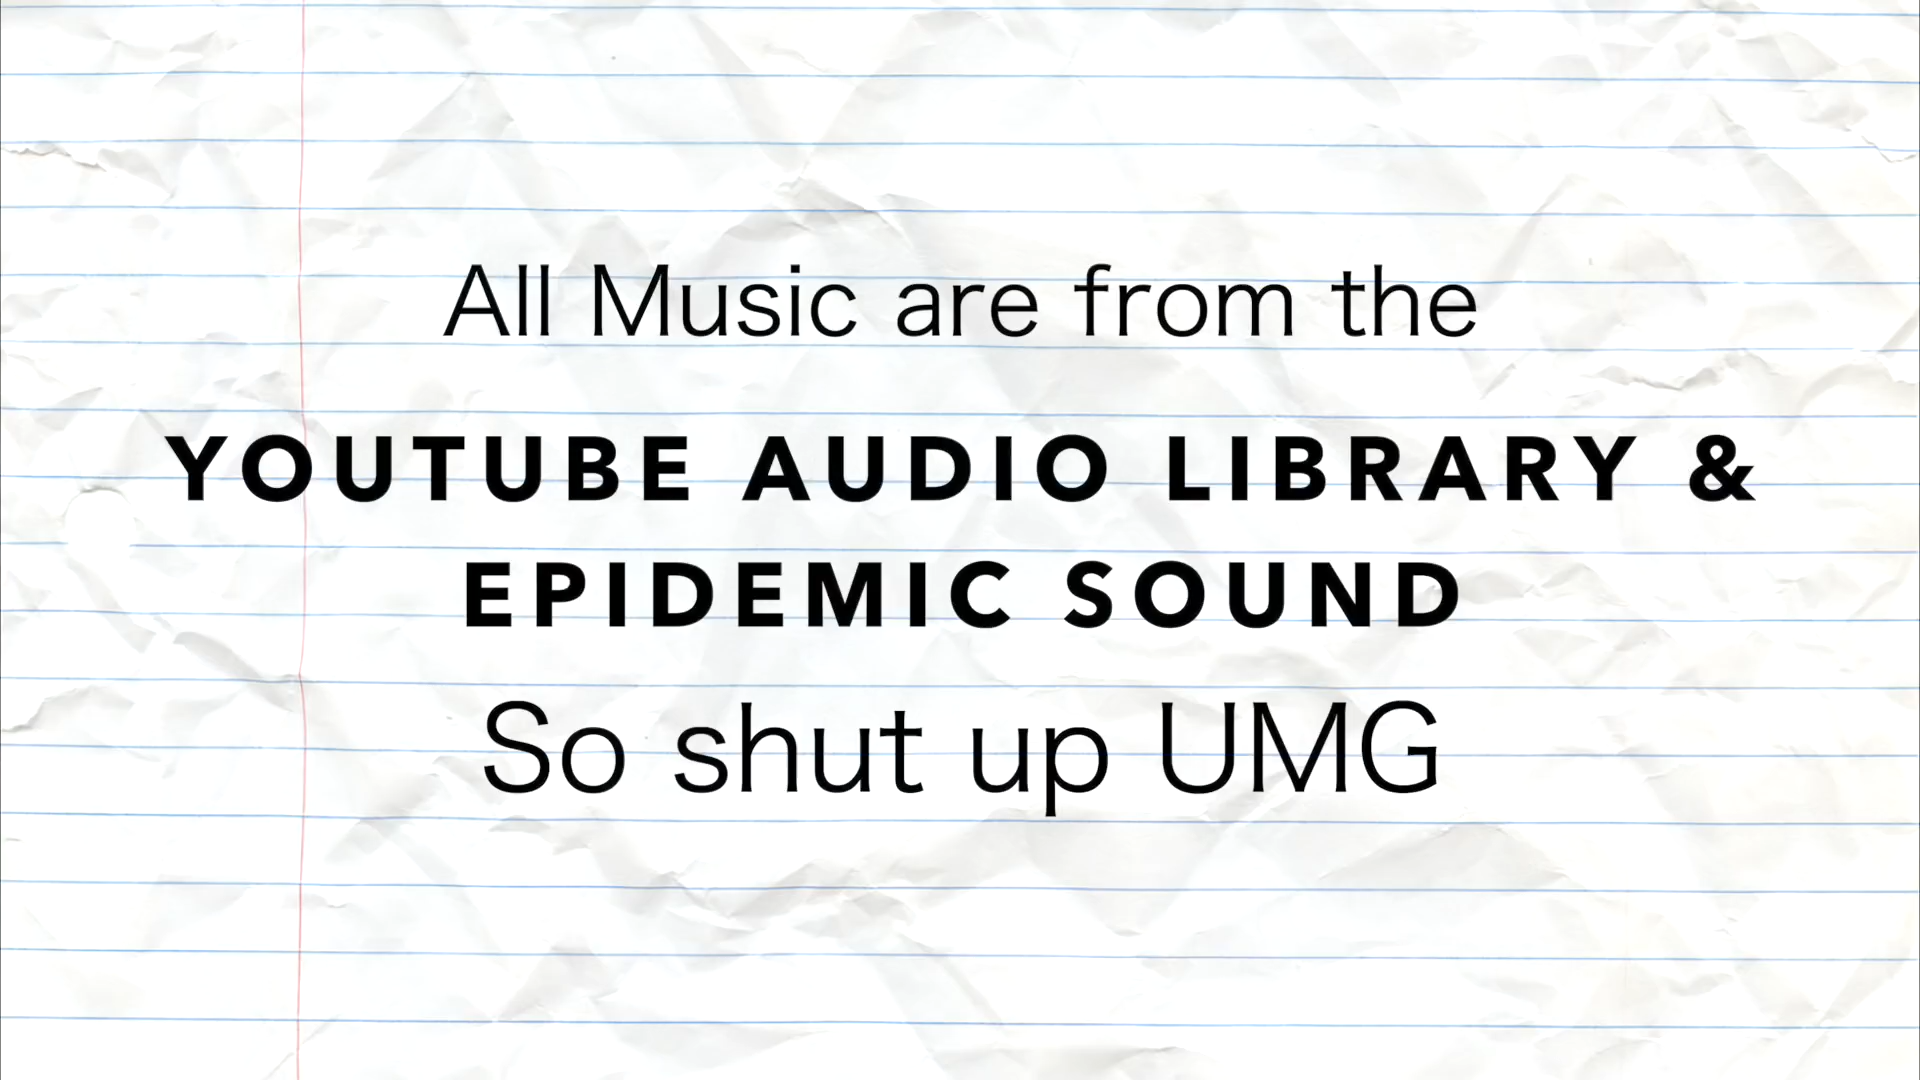 All Music are from the
YOUTUBE AUDIO LIBRARY &
EPIDEMIC SOUND
So shut up UMG